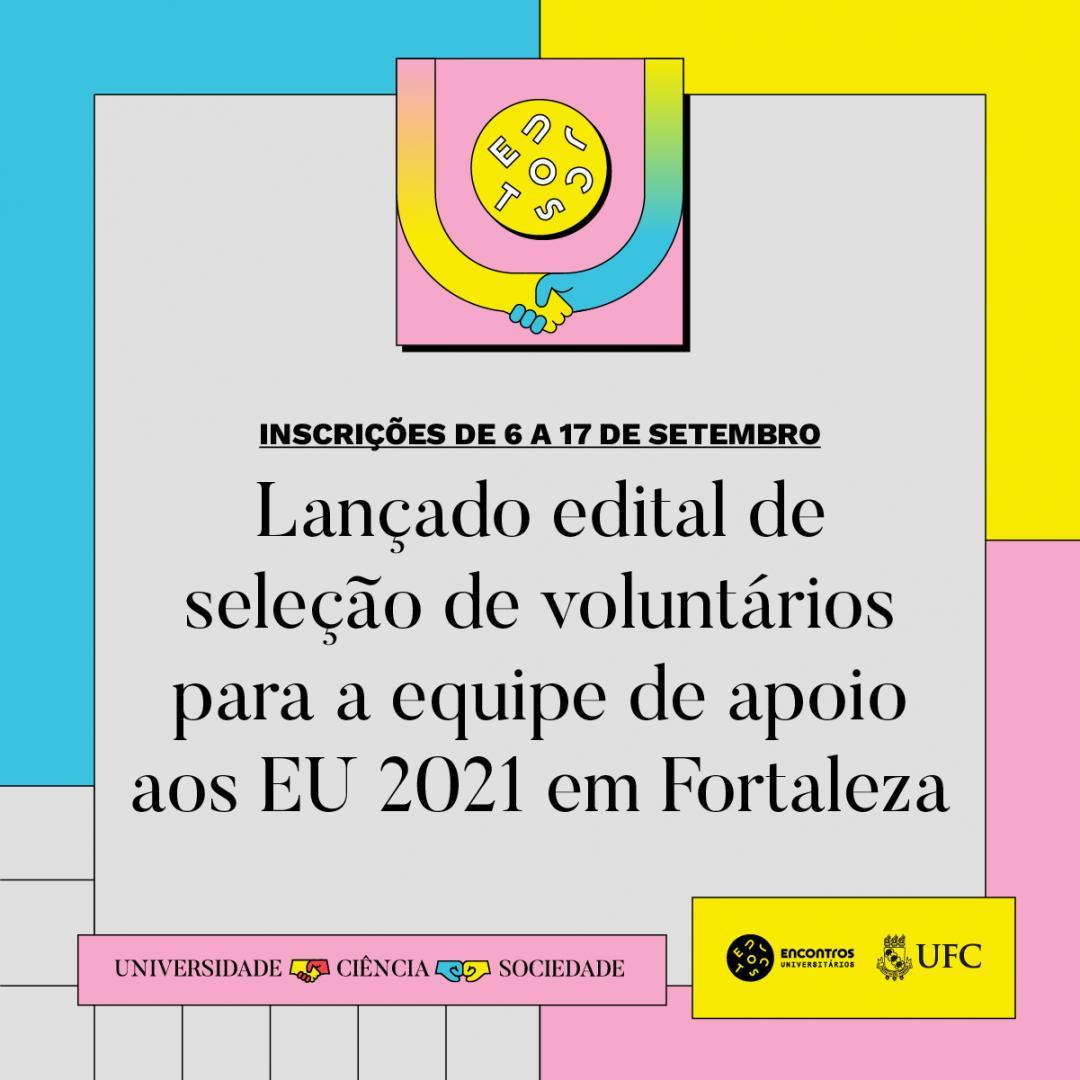 INSCRIÇÕES DE 6 A 17 DE SETEMBRO
Lançado edital de
seleção de voluntários
para a equipe de apoio
aos EU 2021 em Fortaleza
UNIVERSIDADE CIÊNCIA SOCIEDADE
ENCONTROS
UNIVERSITÁRIOS
UFC